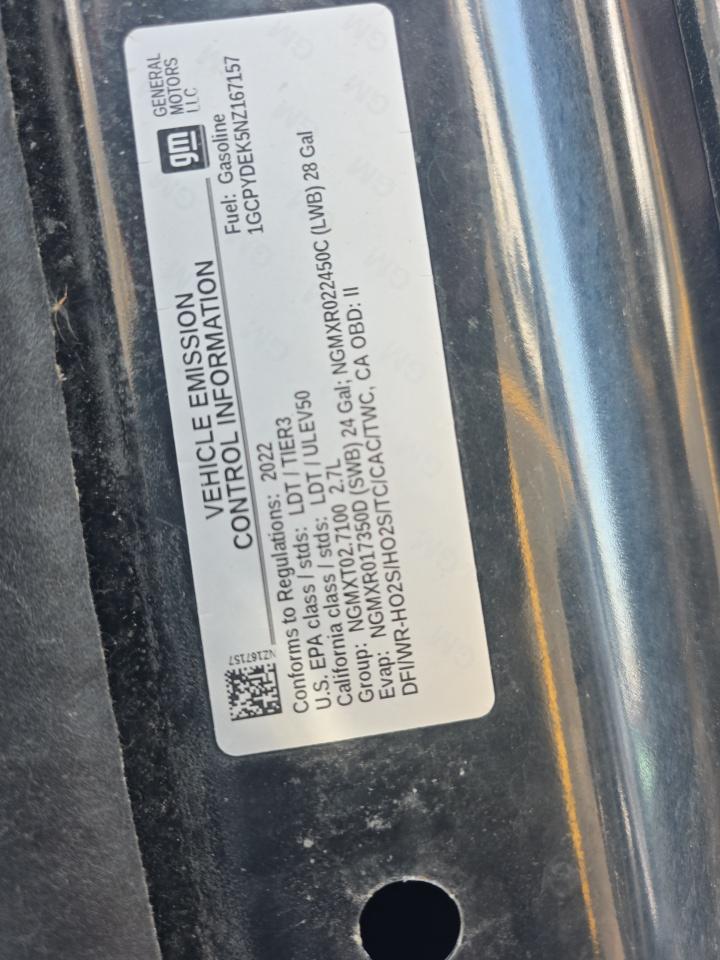 gm GENERAL
MOTORS
LLC
VEHICLE EMISSION
CONTROL INFORMATION
Fuel: Gasoline
1GCPYDEK5NZ167157
NZ167157
Conforms to Regulations: 2022
U.S. EPA class / stds: LDT / TIER3
California class / stds: LDT / ULEV50
Group: NGMXT02.7100 2.7L
Evap: NGMXR017350D (SWB) 24 Gal; NGMXR022450C (LWB) 28 Gal
DFI/WR-HO2S/HO2S/TC/CAC/TWC, CA OBD: II